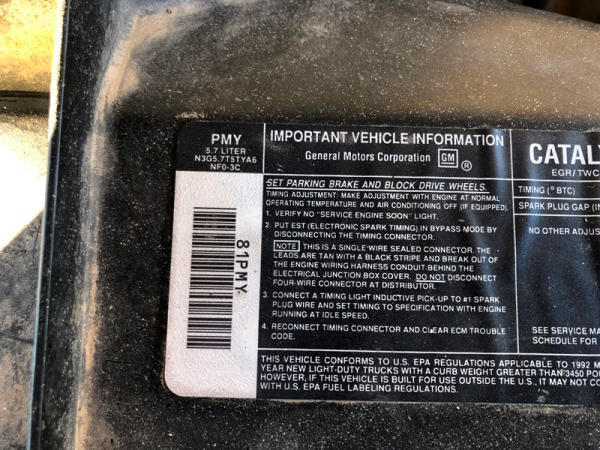 PMY
5.7 LITER
N3G5.7T5TYA6
NF0-3C
81PMY
IMPORTANT VEHICLE INFORMATION
General Motors Corporation GM ®
SET PARKING BRAKE AND BLOCK DRIVE WHEELS.
TIMING ADJUSTMENT: MAKE ADJUSTMENT WITH ENGINE AT NORMAL
OPERATING TEMPERATURE AND AIR CONDITIONING OFF (IF EQUIPPED).
1. VERIFY NO "SERVICE ENGINE SOON" LIGHT.
2. PUT EST (ELECTRONIC SPARK TIMING) IN BYPASS MODE BY
DISCONNECTING THE TIMING CONNECTOR.
NOTE THIS IS A SINGLE WIRE SEALED CONNECTOR. THE
LEADS ARE TAN WITH A BLACK STRIPE AND BREAK OUT OF
THE ENGINE WIRING HARNESS CONDUIT BEHIND THE
ELECTRICAL JUNCTION BOX COVER. DO NOT DISCONNECT
FOUR-WIRE CONNECTOR AT DISTRIBUTOR.
3. CONNECT A TIMING LIGHT INDUCTIVE PICK-UP TO #1 SPARK
PLUG WIRE AND SET TIMING TO SPECIFICATION WITH ENGINE
RUNNING AT IDLE SPEED.
4. RECONNECT TIMING CONNECTOR AND CLEAR ECM TROUBLE
CODE.
CATAL
EGR/TWC
TIMING (° BTC)
SPARK PLUG GAP (IN
NO OTHER ADJUS
SEE SERVICE MA
SCHEDULE FOR
THIS VEHICLE CONFORMS TO U.S. EPA REGULATIONS APPLICABLE TO 1992 M
YEAR NEW LIGHT-DUTY TRUCKS WITH A CURB WEIGHT GREATER THAN 3450 POU
HOWEVER, IF THIS VEHICLE IS BUILT FOR USE OUTSIDE THE U.S., IT MAY NOT CO
WITH U.S. EPA FUEL LABELING REGULATIONS.